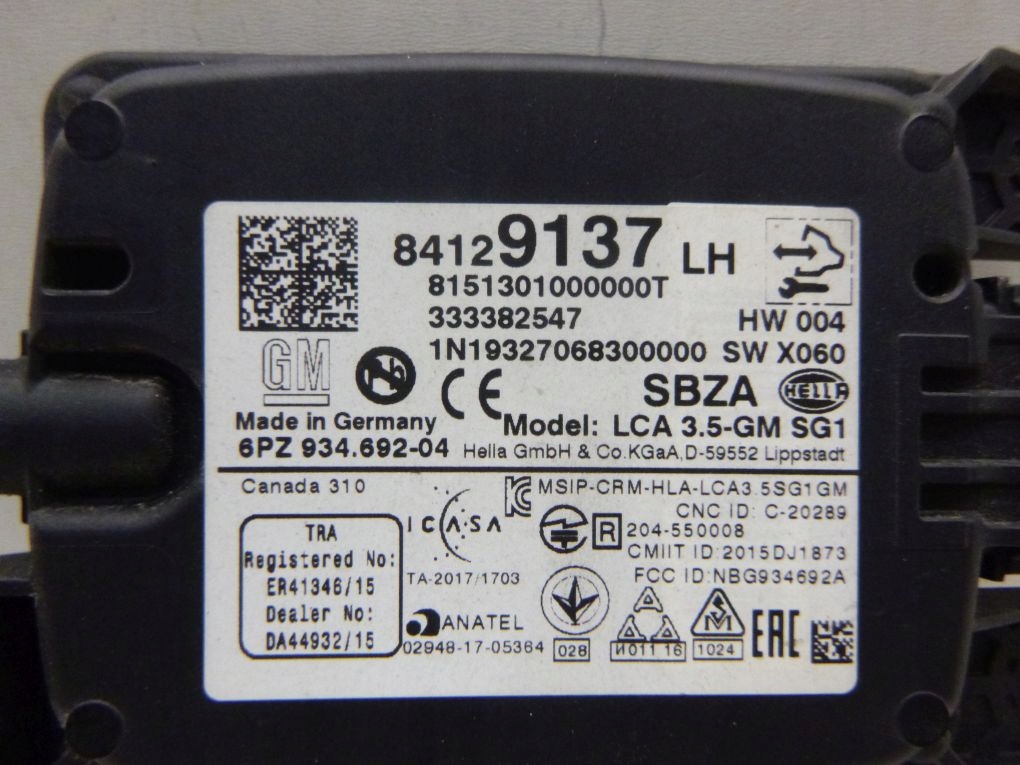 84129137 LH
8151301000000T
333382547 HW 004
1N19327068300000 SW X060
GM Pb CE SBZA HELLA
Made in Germany Model: LCA 3.5-GM SG1
6PZ 934.692-04 Hella GmbH & Co.KGaA,D-59552 Lippstadt
Canada 310 ICASA KC MSIP-CRM-HLA-LCA3.5SG1GM
CNC ID: C-20289
R 204-550008
CMIIT ID:2015DJ1873
TA-2017/1703 FCC ID:NBG934692A
TRA
Registered No:
ER41346/15
Dealer No:
DA44932/15
ANATEL
02948-17-05364
028
И011 16
1024
EAC